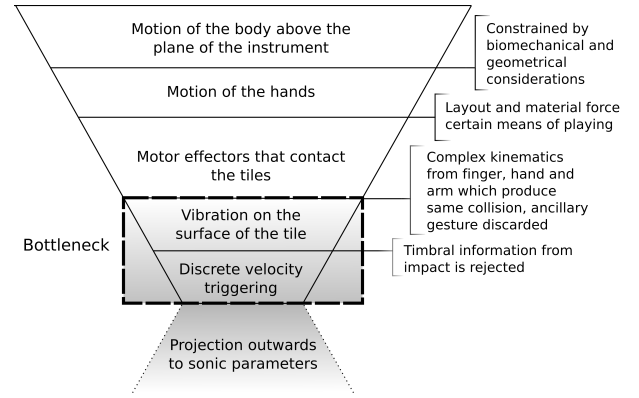 Motion of the body above the
plane of the instrument
Constrained by
biomechanical and
geometrical
considerations
Motion of the hands
Layout and material force
certain means of playing
Motor effectors that contact
the tiles
Complex kinematics
from finger, hand and
arm which produce
same collision, ancillary
gesture discarded
Bottleneck
Vibration on the
surface of the tile
Timbral information from
impact is rejected
Discrete velocity
triggering
Projection outwards
to sonic parameters